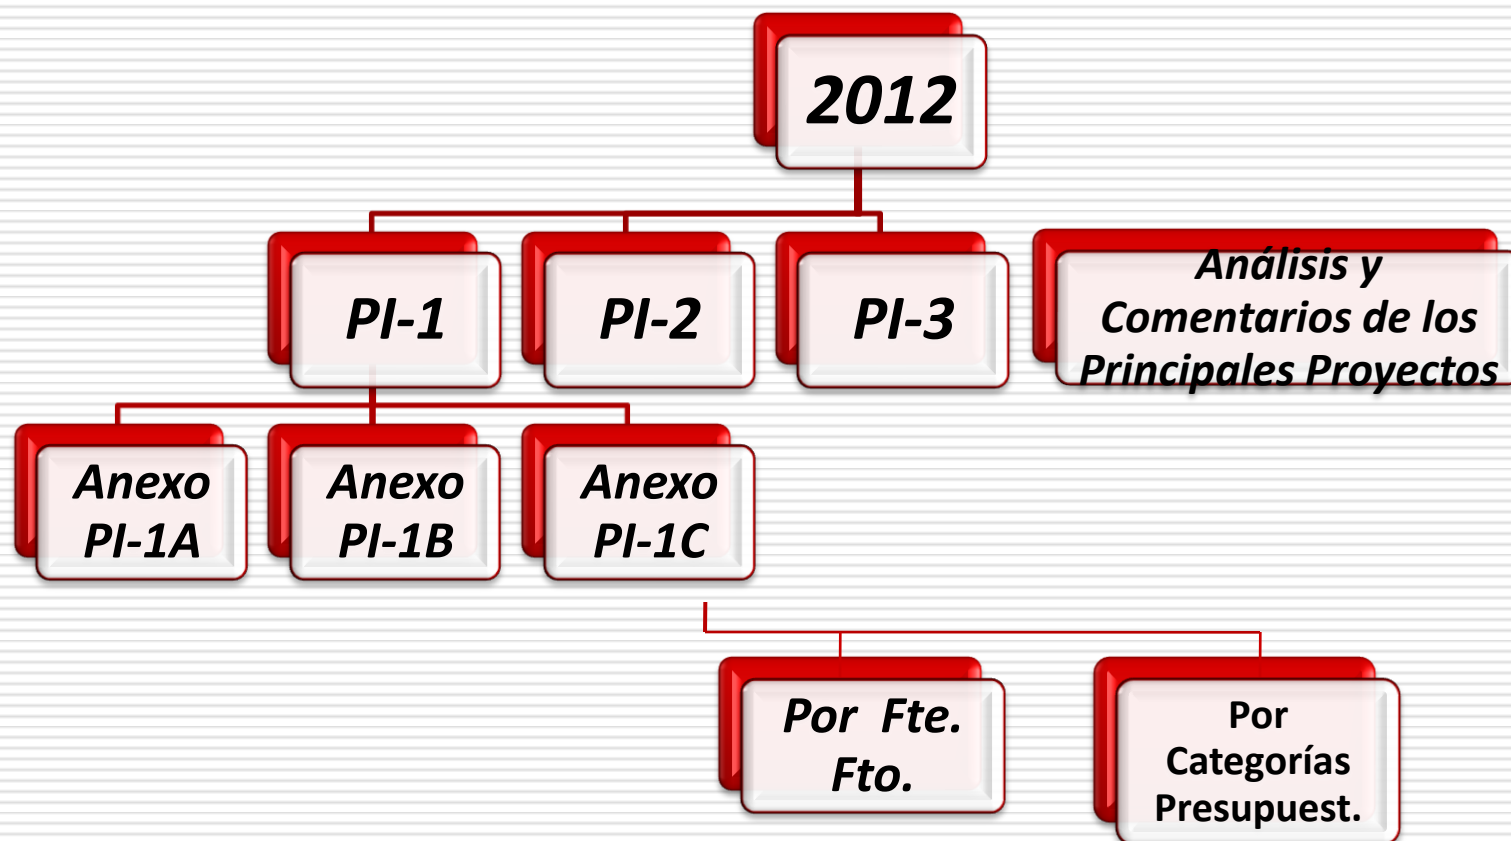 2012
PI-1
PI-2
PI-3
Análisis y
Comentarios de los
Principales Proyectos
Anexo
PI-1A
Anexo
PI-1B
Anexo
PI-1C
Por Fte.
Fto.
Por
Categorías
Presupuest.